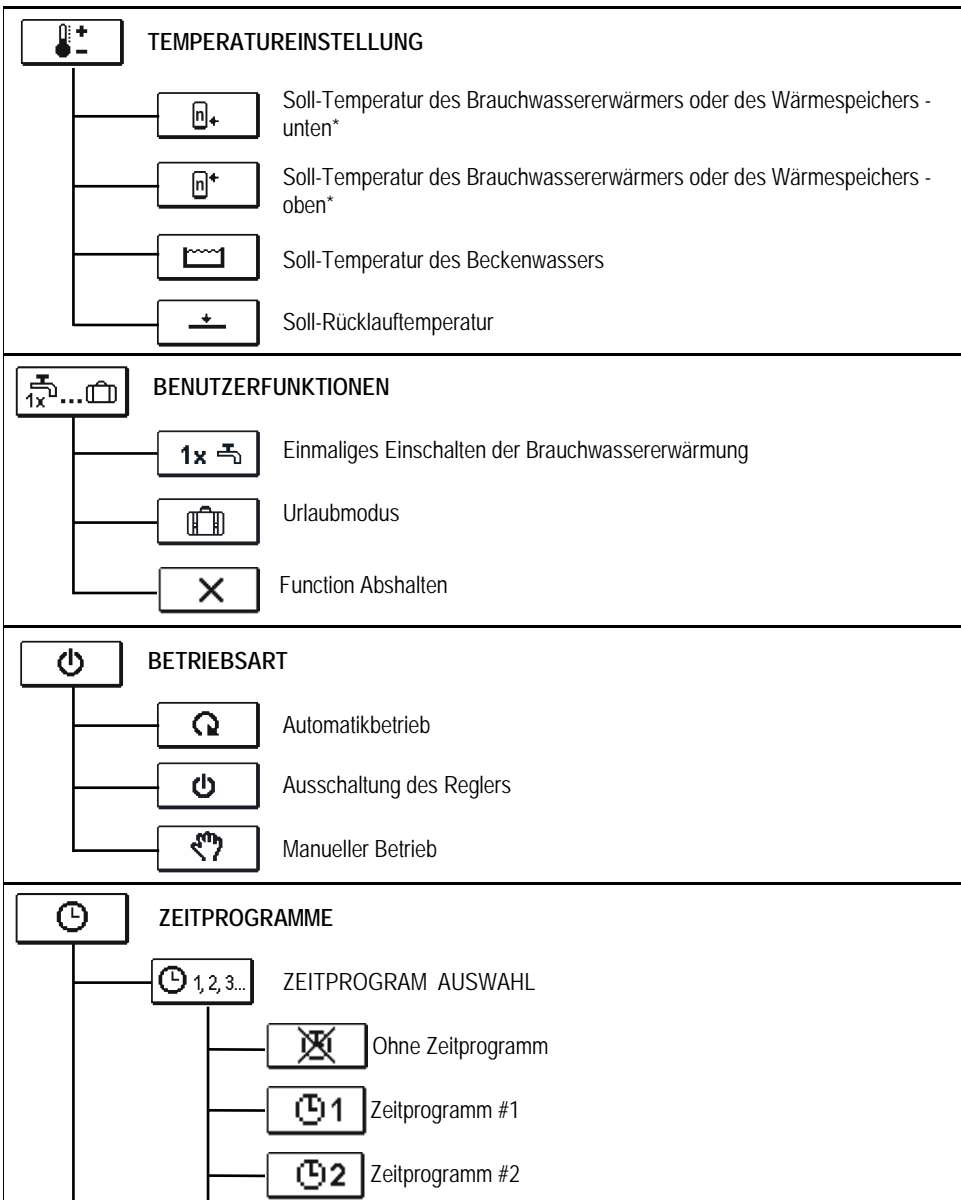 TEMPERATUREINSTELLUNG
n
Soll-Temperatur des Brauchwassererwärmers oder des Wärmespeichers -
unten*
n
Soll-Temperatur des Brauchwassererwärmers oder des Wärmespeichers -
oben*
Soll-Temperatur des Beckenwassers
Soll-Rücklauftemperatur
1x ... BENUTZERFUNKTIONEN
1x Einmaliges Einschalten der Brauchwassererwärmung
Urlaubmodus
Function Abshalten
BETRIEBSART
Automatikbetrieb
Ausschaltung des Reglers
Manueller Betrieb
ZEITPROGRAMME
1, 2, 3... ZEITPROGRAM AUSWAHL
Ohne Zeitprogramm
1 Zeitprogramm #1
2 Zeitprogramm #2